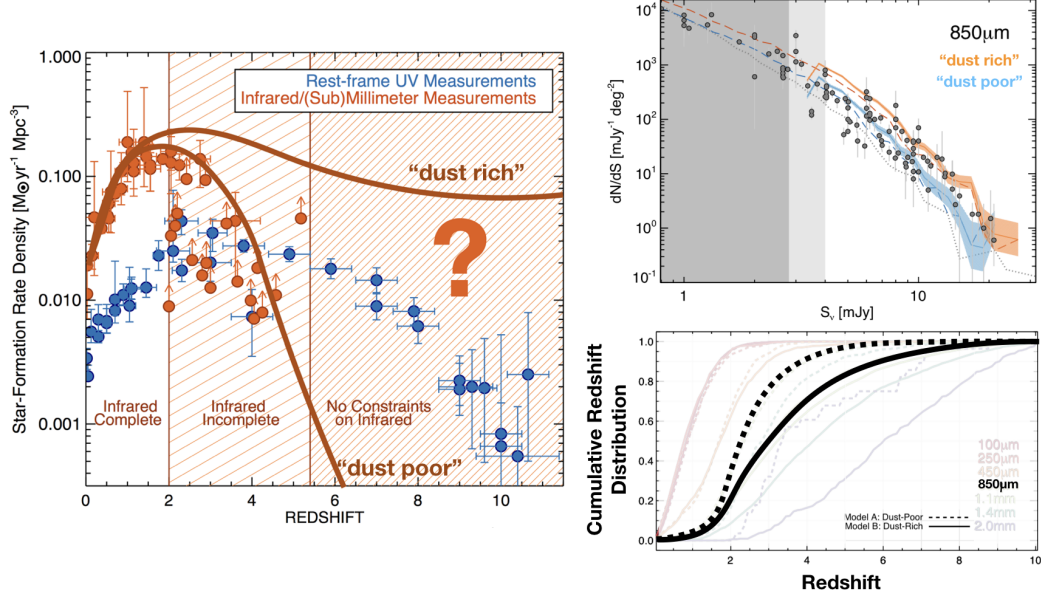 1.000
0.100
0.010
0.001
Star-Formation Rate Density [M⊙yr⁻¹ Mpc⁻³]
Rest-frame UV Measurements
Infrared/(Sub)Millimeter Measurements
"dust rich"
?
Infrared
Complete
Infrared
Incomplete
No Constraints
on Infrared
"dust poor"
0 2 4 6 8 10
REDSHIFT
10⁴
10³
10²
10¹
10⁰
10⁻¹
dN/dS [mJy⁻¹ deg⁻²]
850μm
"dust rich"
"dust poor"
1 10
Sν [mJy]
1.0
0.8
0.6
0.4
0.2
0.0
Cumulative Redshift
Distribution
100μm
250μm
450μm
850μm
1.1mm
1.4mm
2.0mm
Model A: Dust-Poor
Model B: Dust-Rich
2 4 6 8 10
Redshift